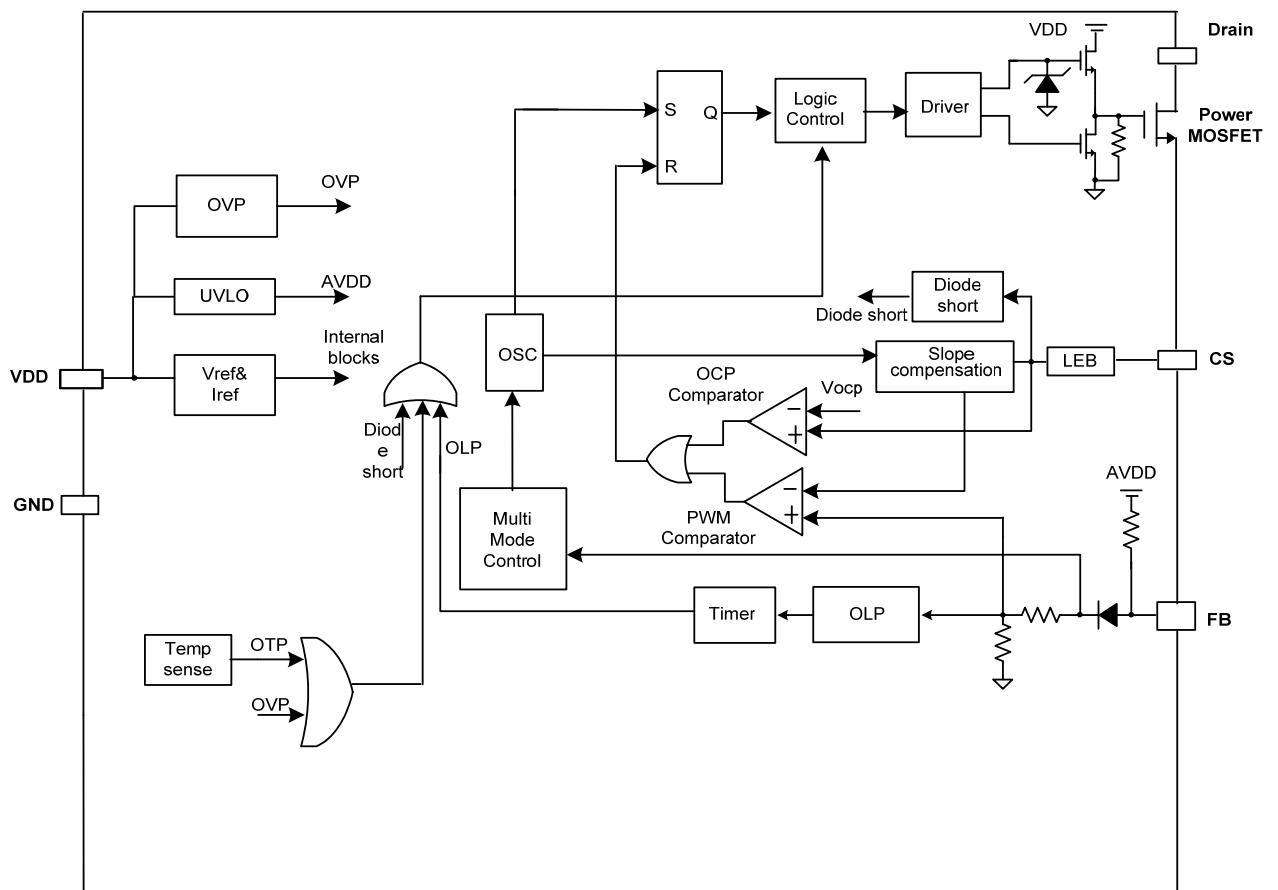 VDD
Drain
S
Q
R
Logic
Control
Driver
Power
MOSFET
OVP
OVP
UVLO
AVDD
Diode
short
Diode short
Internal
blocks
VDD
Vref&
Iref
OSC
Slope
compensation
LEB
CS
OCP
Comparator
Vocp
−
+
Diod
e
short
OLP
GND
Multi
Mode
Control
PWM
Comparator
−
+
AVDD
Timer
OLP
FB
Temp
sense
OTP
OVP